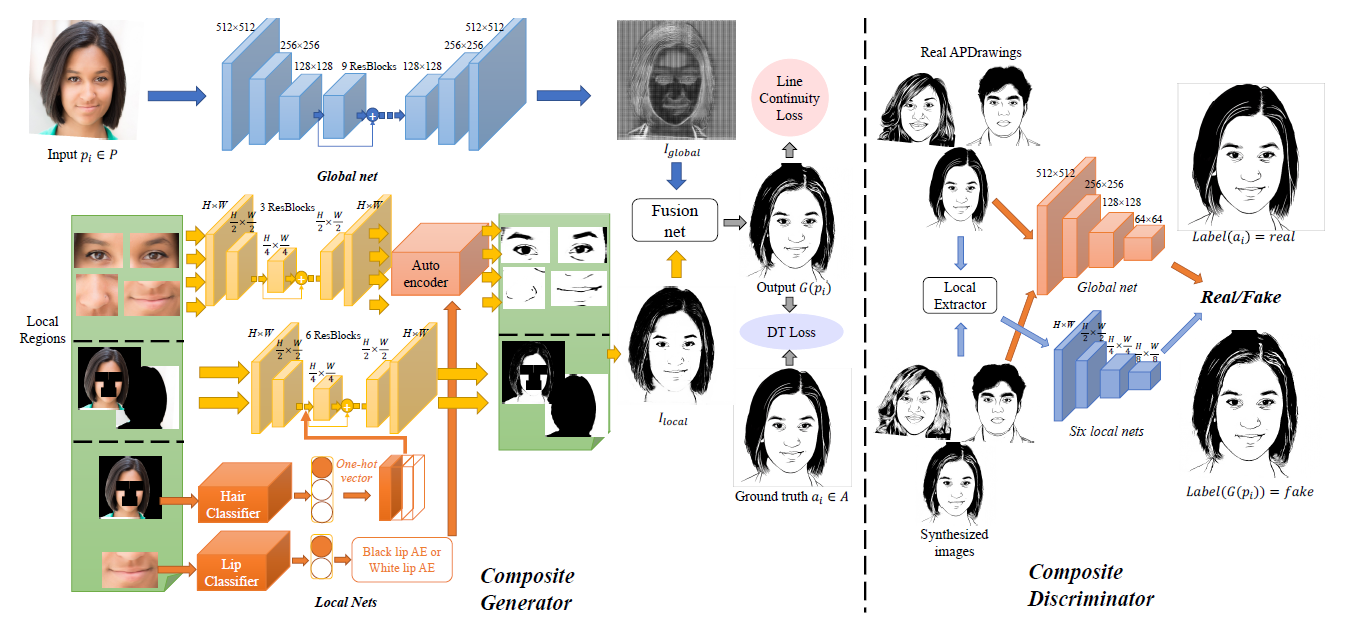 512×512
256×256
128×128
9 ResBlocks
128×128
256×256
512×512
Input p_i ∈ P
Global net
I_global
Line
Continuity
Loss
Fusion
net
Output G(p_i)
DT Loss
Ground truth a_i ∈ A
Local
Regions
H×W
H/2 × W/2
3 ResBlocks
H/4 × W/4
H/2 × W/2
H×W
Auto
encoder
H×W
H/2 × W/2
6 ResBlocks
H/4 × W/4
H/2 × W/2
H×W
I_local
Hair
Classifier
One-hot
vector
Lip
Classifier
Black lip AE or
White lip AE
Local Nets
Composite
Generator
Real APDrawings
512×512
256×256
128×128
64×64
Global net
Local
Extractor
H×W
H/2 × W/2
H/4 × W/4
H/8 × W/8
Six local nets
Synthesized
images
Label(a_i) = real
Real/Fake
Label(G(p_i)) = fake
Composite
Discriminator